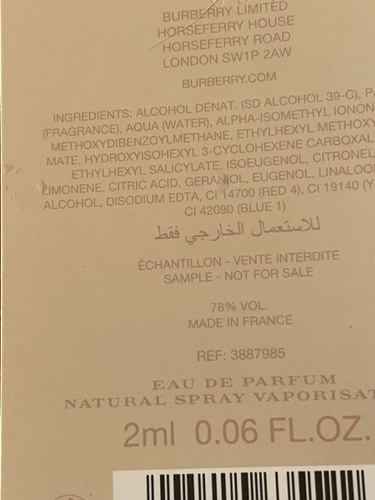 BURBERRY LIMITED
HORSEFERRY HOUSE
HORSEFERRY ROAD
LONDON SW1P 2AW
BURBERRY.COM
INGREDIENTS: ALCOHOL DENAT. (SD ALCOHOL 39-C), PA
(FRAGRANCE), AQUA (WATER), ALPHA-ISOMETHYL IONON
METHOXYDIBENZOYLMETHANE, ETHYLHEXYL METHOXY
MATE, HYDROXYISOHEXYL 3-CYCLOHEXENE CARBOXAL
ETHYLHEXYL SALICYLATE, ISOEUGENOL, CITRONEL
LIMONENE, CITRIC ACID, GERANIOL, EUGENOL, LINALOO
ALCOHOL, DISODIUM EDTA, CI 14700 (RED 4), CI 19140 (Y
CI 42090 (BLUE 1)
للاستعمال الخارجي فقط
ÉCHANTILLON - VENTE INTERDITE
SAMPLE - NOT FOR SALE
78% VOL.
MADE IN FRANCE
REF: 3887985
EAU DE PARFUM
NATURAL SPRAY VAPORISAT
2ml 0.06 FL.OZ.